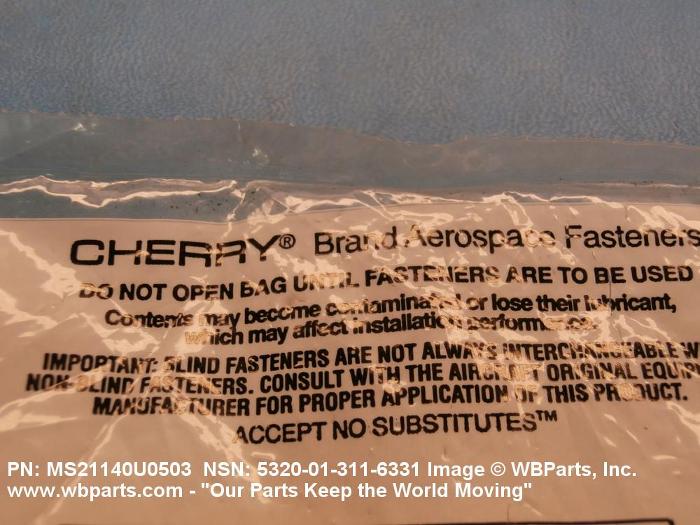 CHERRY® Brand Aerospace Fasteners
DO NOT OPEN BAG UNTIL FASTENERS ARE TO BE USED
Contents may become contaminated or lose their lubricant,
which may affect installation performance.
IMPORTANT: BLIND FASTENERS ARE NOT ALWAYS INTERCHANGEABLE W
NON-BLIND FASTENERS. CONSULT WITH THE AIRCRAFT ORIGINAL EQUIP
MANUFACTURER FOR PROPER APPLICATION OF THIS PRODUCT.
ACCEPT NO SUBSTITUTES™
PN: MS21140U0503 NSN: 5320-01-311-6331 Image © WBParts, Inc.
www.wbparts.com - "Our Parts Keep the World Moving"